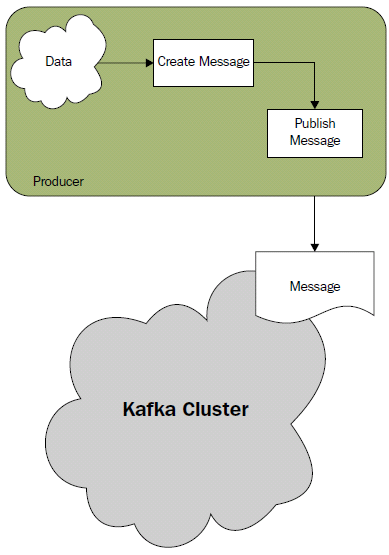 Data
Create Message
Publish
Message
Producer
Message
Kafka Cluster